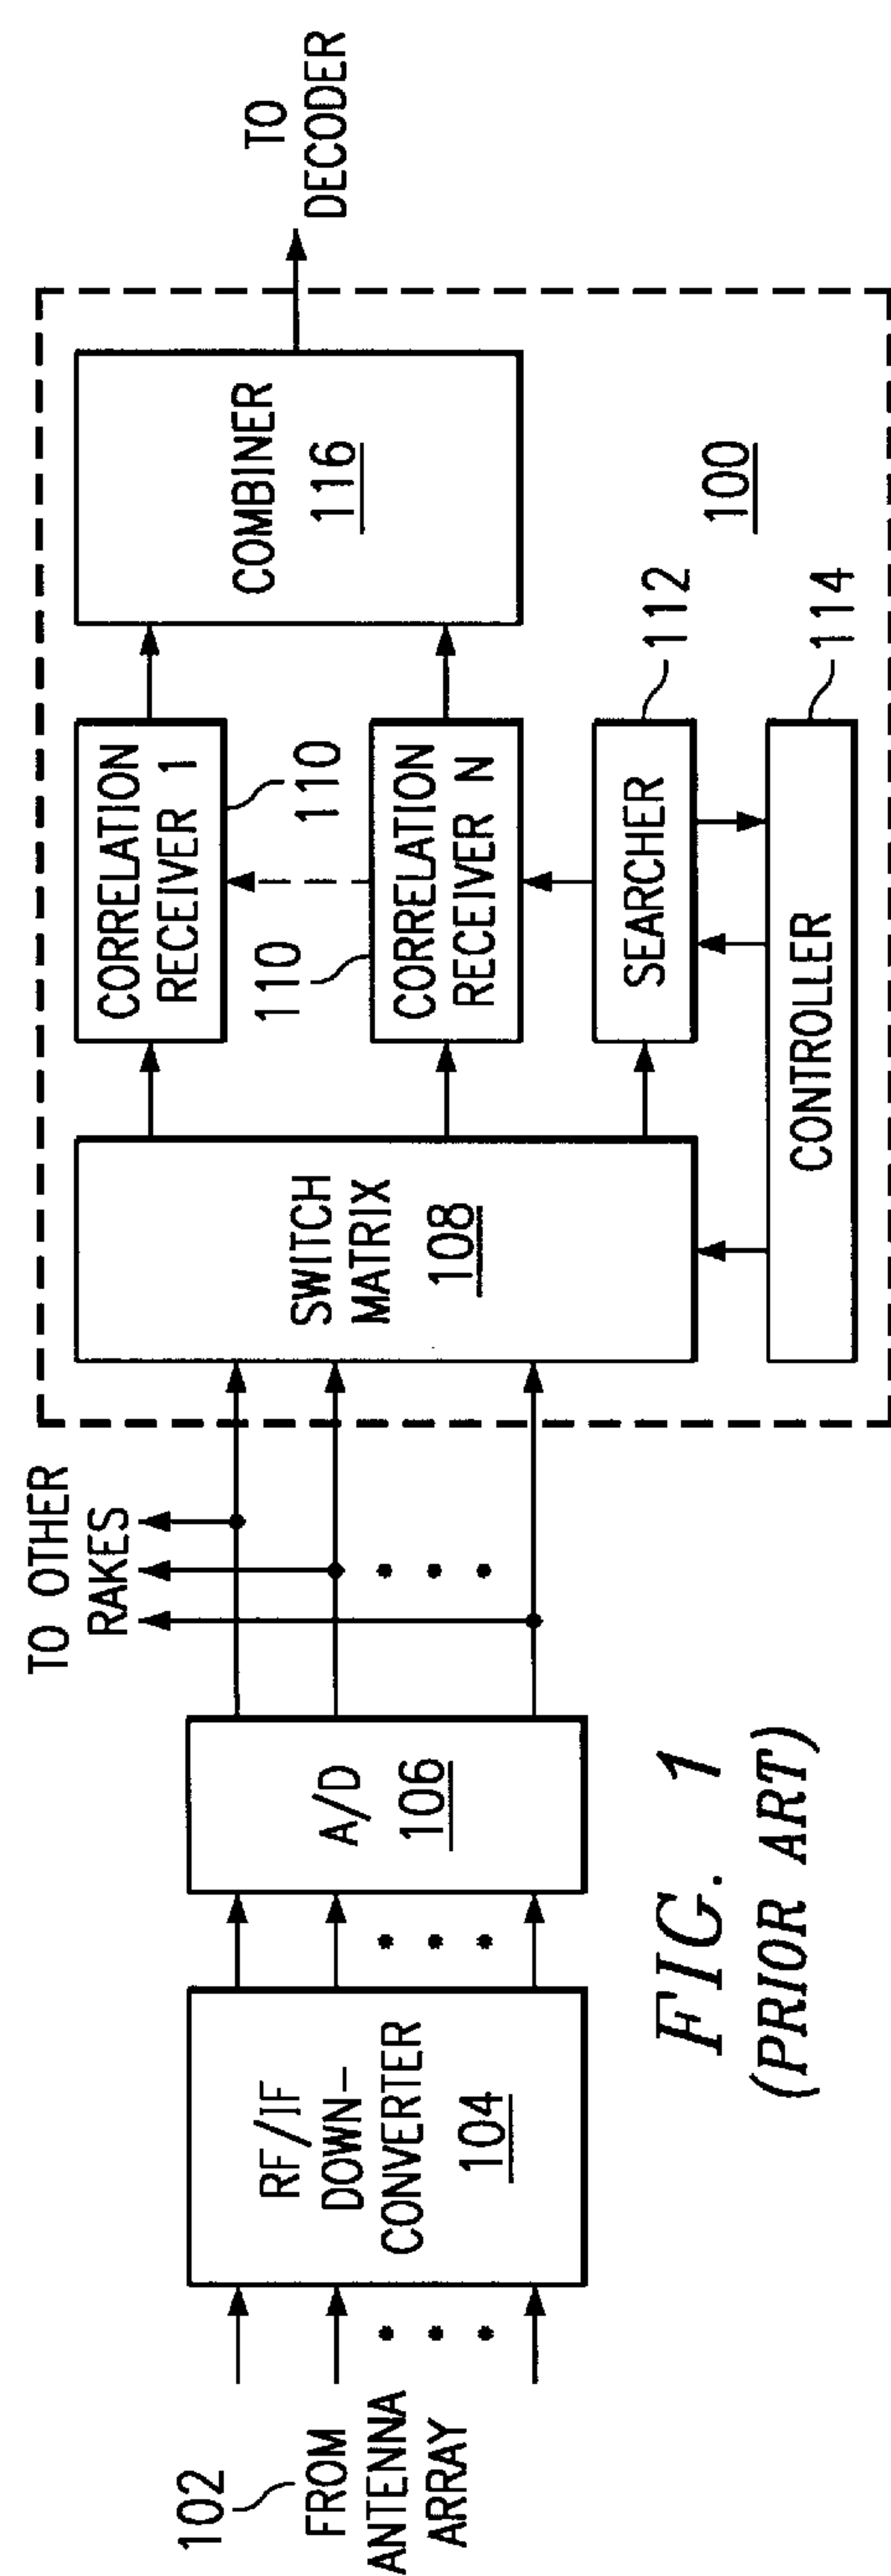 102
FROM
ANTENNA
ARRAY
RF/IF
DOWN-
CONVERTER
104
A/D
106
TO OTHER
RAKES
SWITCH
MATRIX
108
CORRELATION
RECEIVER 1
110
110
CORRELATION
RECEIVER N
SEARCHER
112
CONTROLLER
114
COMBINER
116
100
TO
DECODER
FIG. 1
(PRIOR ART)